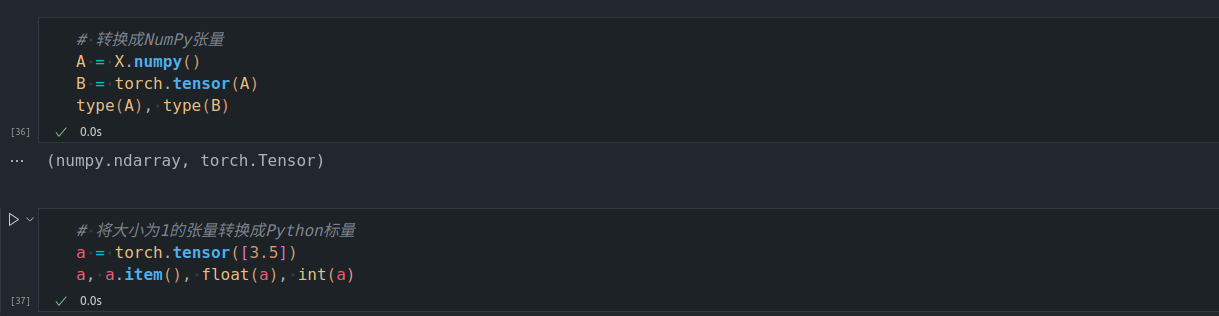 # 转换成NumPy张量
A = X.numpy()
B = torch.tensor(A)
type(A), type(B)
[36]
0.0s
... (numpy.ndarray, torch.Tensor)
# 将大小为1的张量转换成Python标量
a = torch.tensor([3.5])
a, a.item(), float(a), int(a)
[37]
0.0s